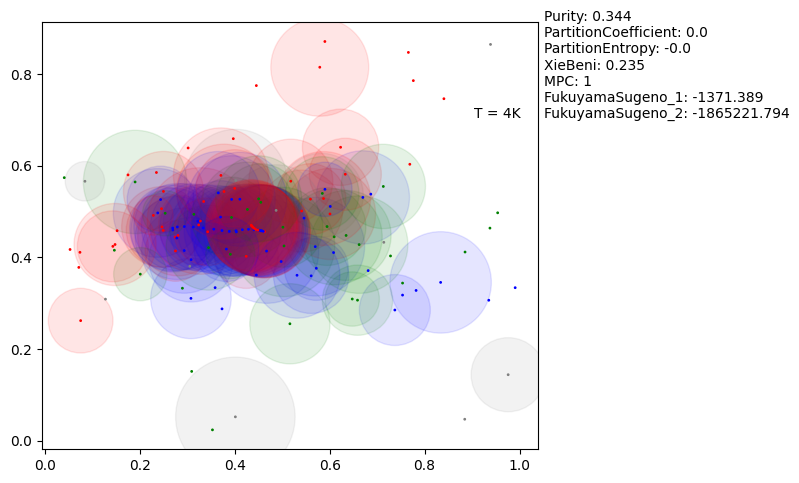 Purity: 0.344
PartitionCoefficient: 0.0
PartitionEntropy: -0.0
XieBeni: 0.235
MPC: 1
FukuyamaSugeno_1: -1371.389
FukuyamaSugeno_2: -1865221.794
T = 4K
0.8
0.6
0.4
0.2
0.0
0.0 0.2 0.4 0.6 0.8 1.0